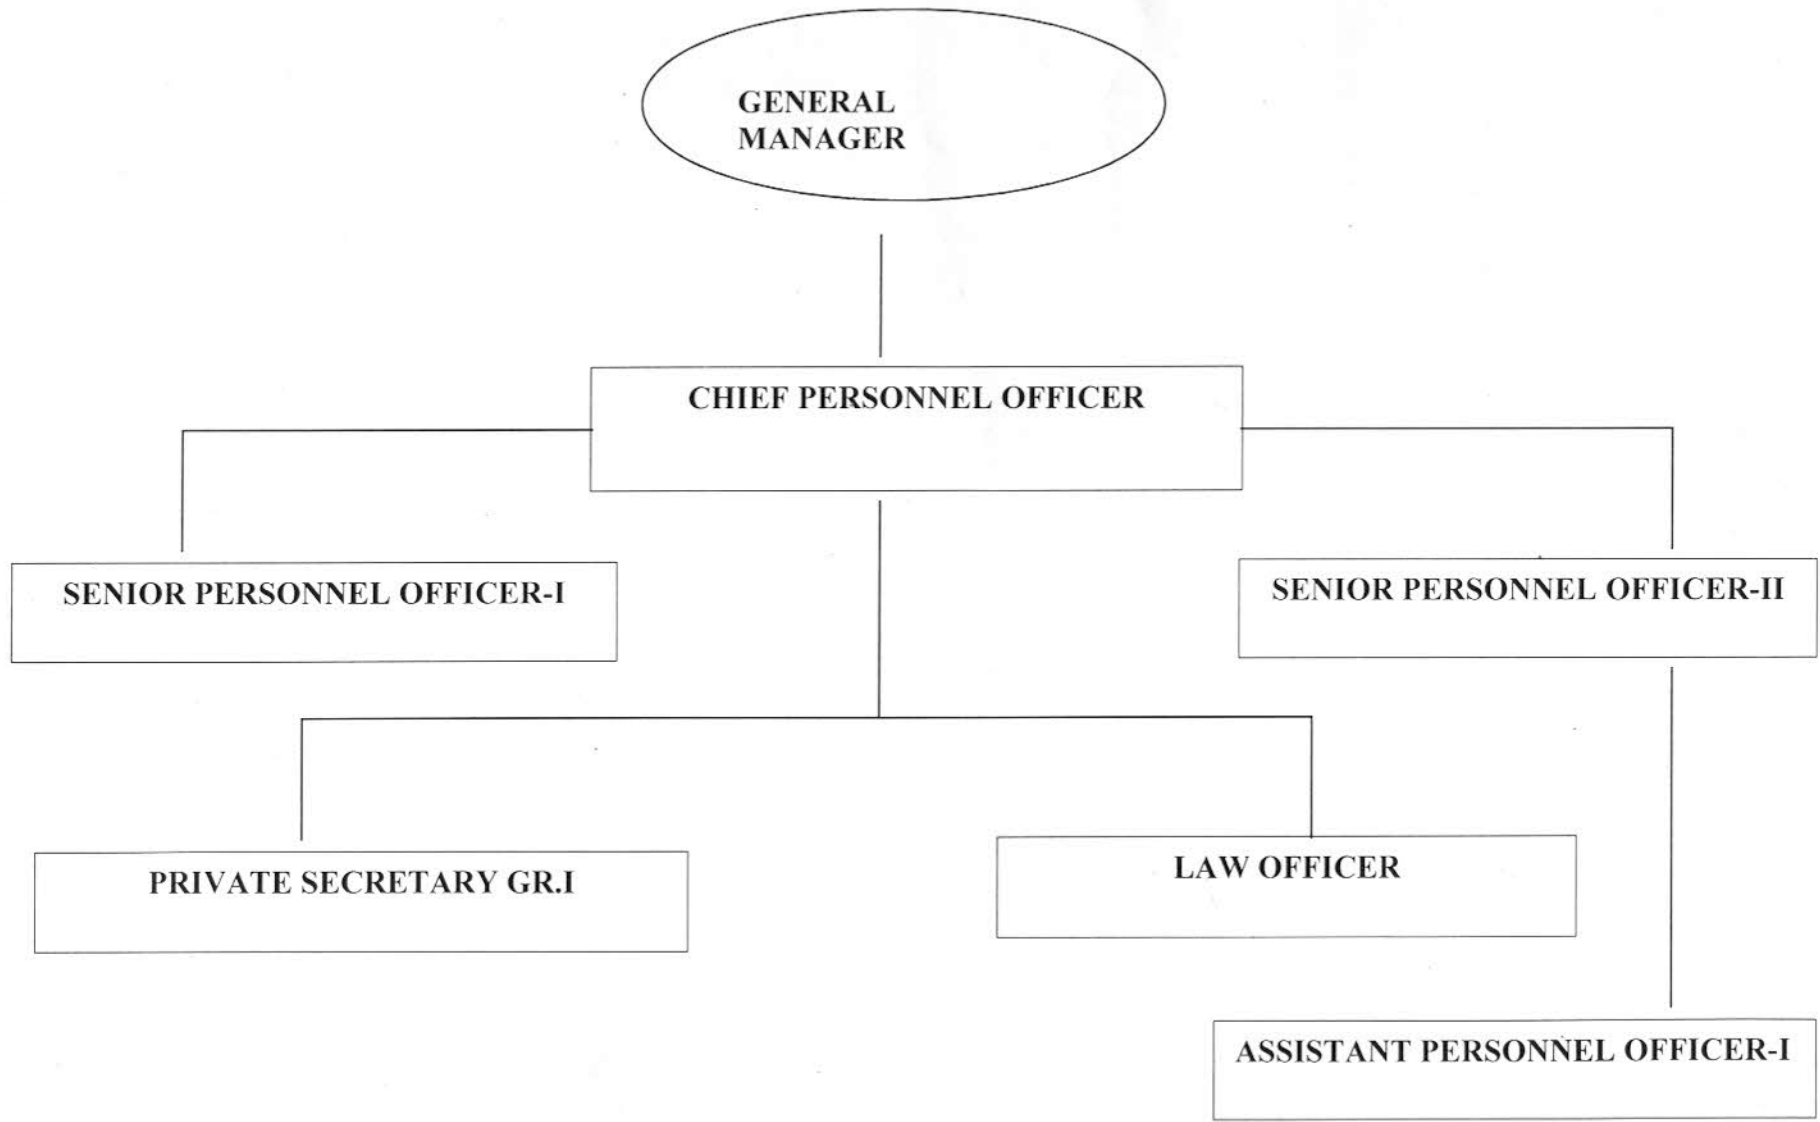 GENERAL
MANAGER
CHIEF PERSONNEL OFFICER
SENIOR PERSONNEL OFFICER-I
SENIOR PERSONNEL OFFICER-II
PRIVATE SECRETARY GR.I
LAW OFFICER
ASSISTANT PERSONNEL OFFICER-I